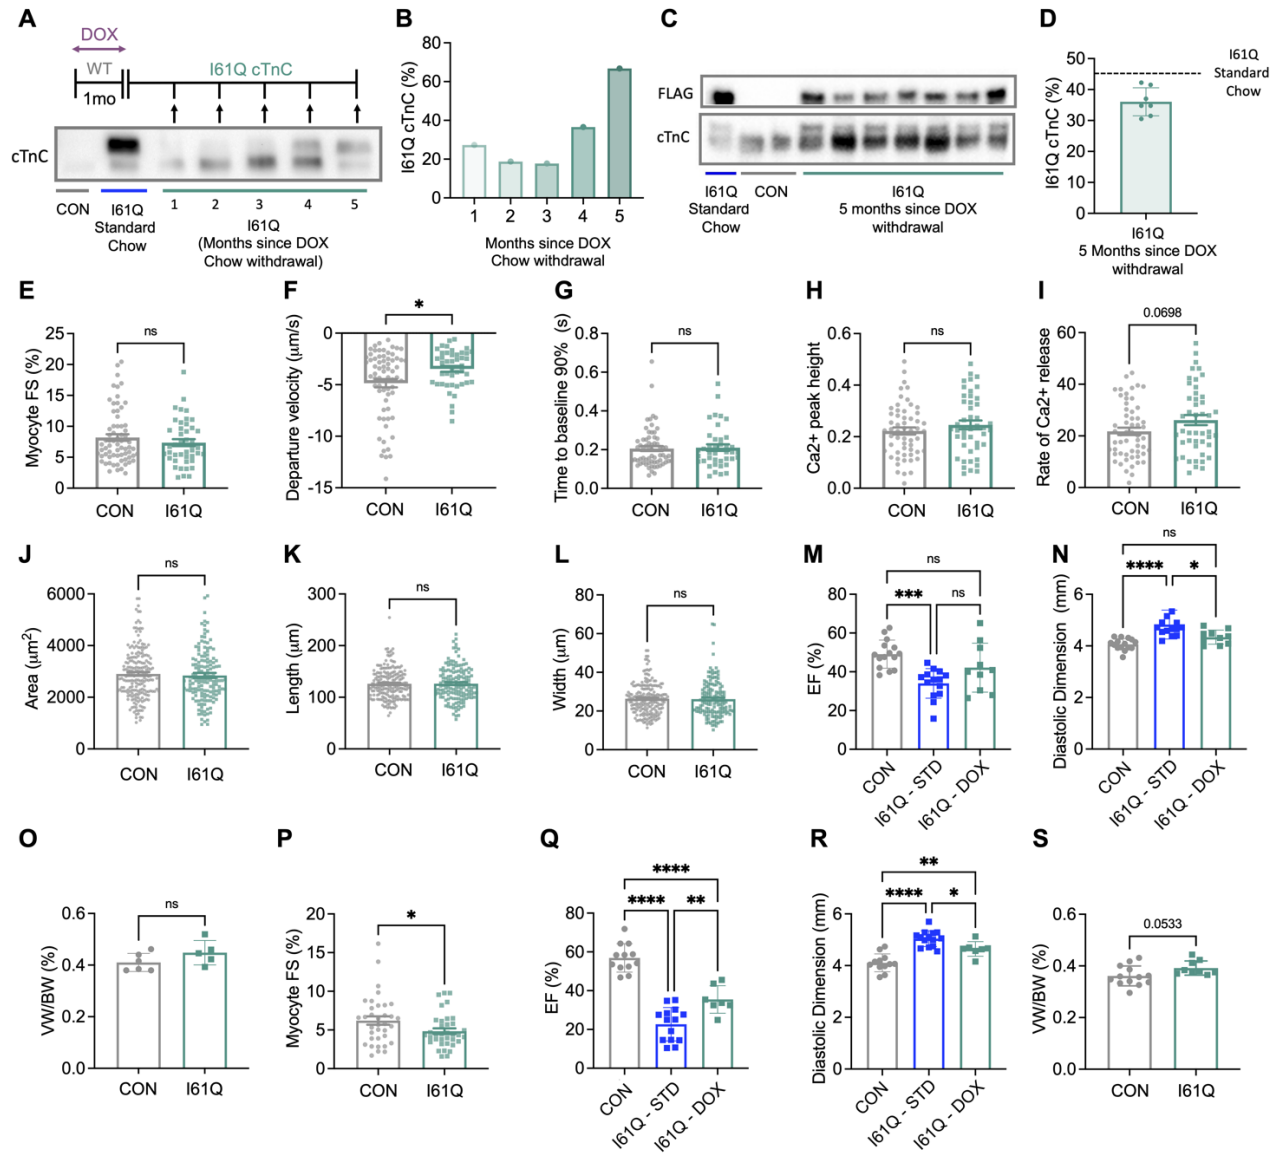 A
DOX
WT
I61Q cTnC
1mo
cTnC
CON
I61Q
Standard
Chow
1 2 3 4 5
I61Q
(Months since DOX
Chow withdrawal)
B
I61Q cTnC (%)
80
60
40
20
0
1 2 3 4 5
Months since DOX
Chow withdrawal
C
FLAG
cTnC
I61Q
Standard
Chow
CON
I61Q
5 months since DOX
withdrawal
D
I61Q cTnC (%)
50
40
30
20
10
0
I61Q
Standard
Chow
I61Q
5 Months since DOX
withdrawal
E
Myocyte FS (%)
25
20
15
10
5
0
ns
CON I61Q
F
Departure velocity (μm/s)
0
-5
-10
-15
*
CON I61Q
G
Time to baseline 90% (s)
0.8
0.6
0.4
0.2
0.0
ns
CON I61Q
H
Ca2+ peak height
0.6
0.4
0.2
0.0
ns
CON I61Q
I
Rate of Ca2+ release
60
40
20
0
0.0698
CON I61Q
J
Area (μm²)
6000
4000
2000
0
ns
CON I61Q
K
Length (μm)
300
200
100
0
ns
CON I61Q
L
Width (μm)
80
60
40
20
0
ns
CON I61Q
M
EF (%)
80
60
40
20
0
ns
*** ns
CON I61Q - STD I61Q - DOX
N
Diastolic Dimension (mm)
6
4
2
0
ns
**** *
CON I61Q - STD I61Q - DOX
O
VW/BW (%)
0.6
0.4
0.2
0.0
ns
CON I61Q
P
Myocyte FS (%)
20
15
10
5
0
*
CON I61Q
Q
EF (%)
80
60
40
20
0
****
**** **
CON I61Q - STD I61Q - DOX
R
Diastolic Dimension (mm)
6
4
2
0
**
**** *
CON I61Q - STD I61Q - DOX
S
VW/BW (%)
0.6
0.4
0.2
0.0
0.0533
CON I61Q